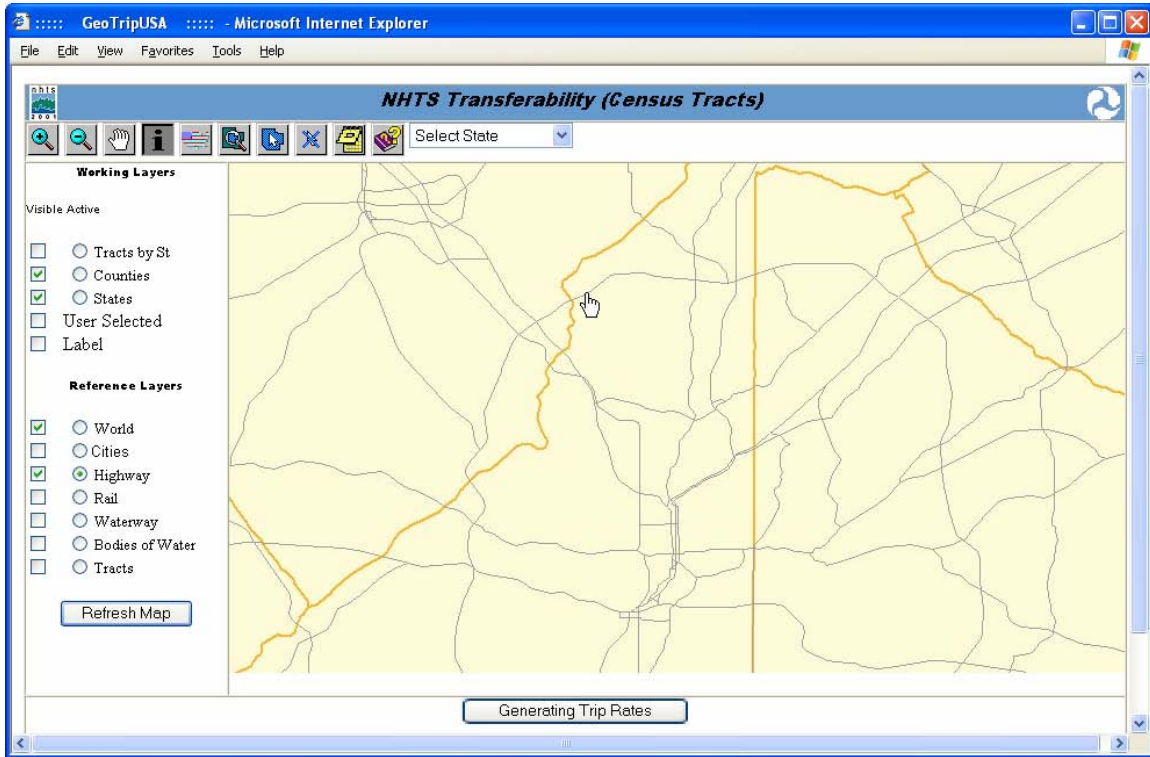 ::::: GeoTripUSA ::::: - Microsoft Internet Explorer
File Edit View Favorites Tools Help
nhts
2001
NHTS Transferability (Census Tracts)
Select State
Working Layers
Visible Active
Tracts by St
Counties
States
User Selected
Label
Reference Layers
World
Cities
Highway
Rail
Waterway
Bodies of Water
Tracts
Refresh Map
Generating Trip Rates